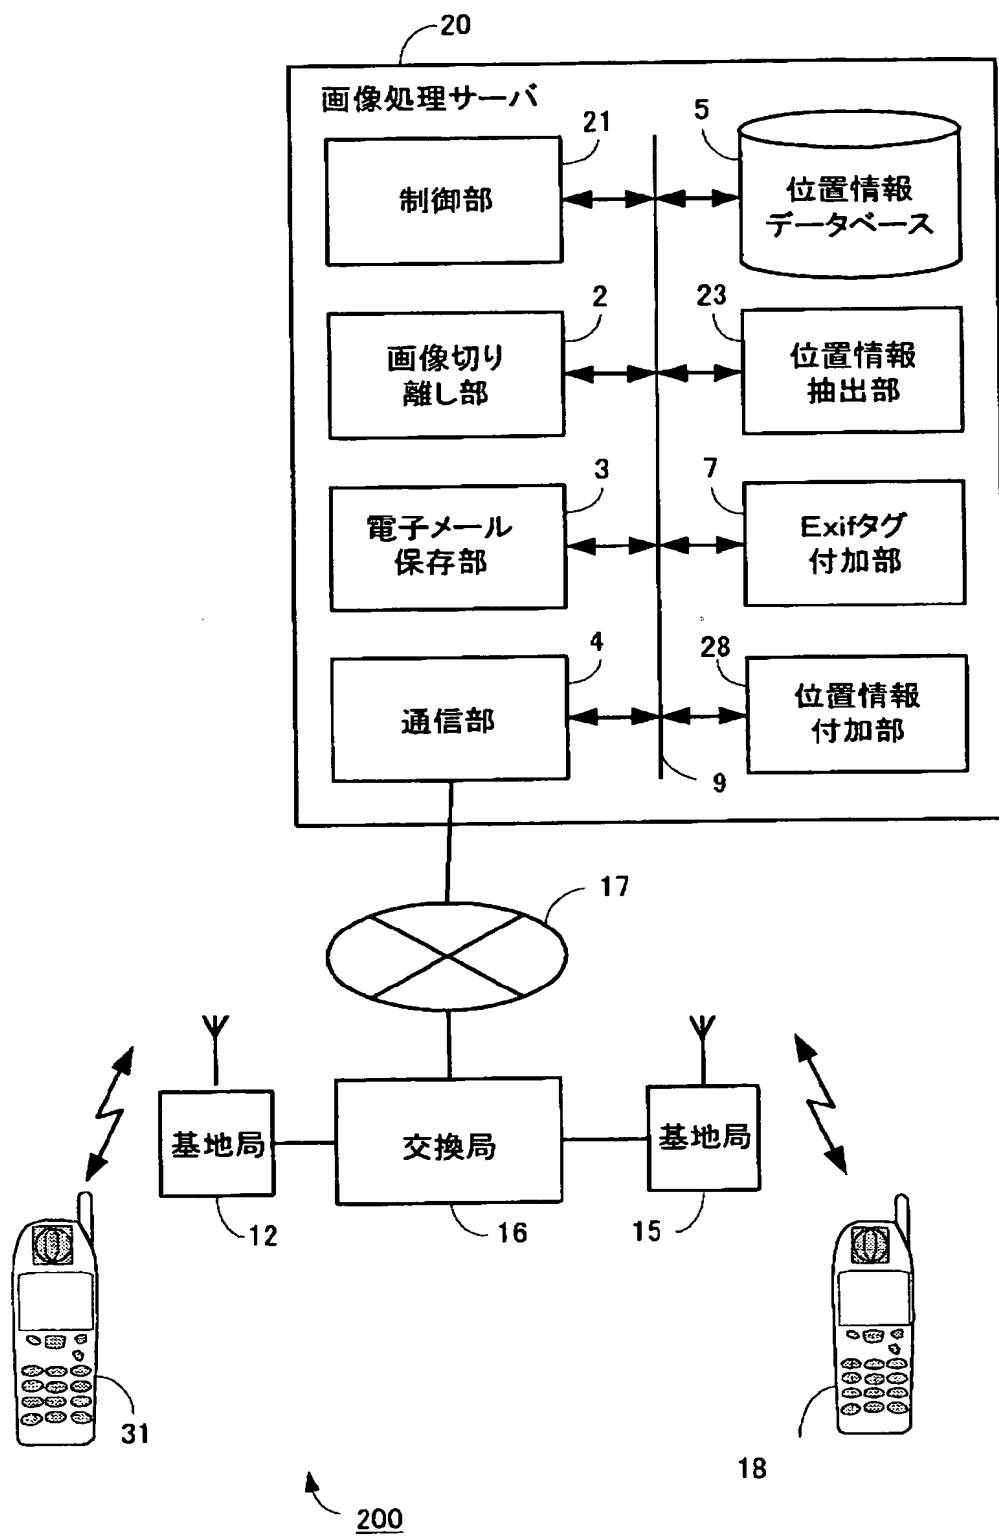 20
画像処理サーバ
21
制御部
5
位置情報
データベース
2
画像切り
離し部
23
位置情報
抽出部
3
電子メール
保存部
7
Exifタグ
付加部
4
通信部
28
位置情報
付加部
9
17
基地局
交換局
基地局
12
16
15
31
18
200